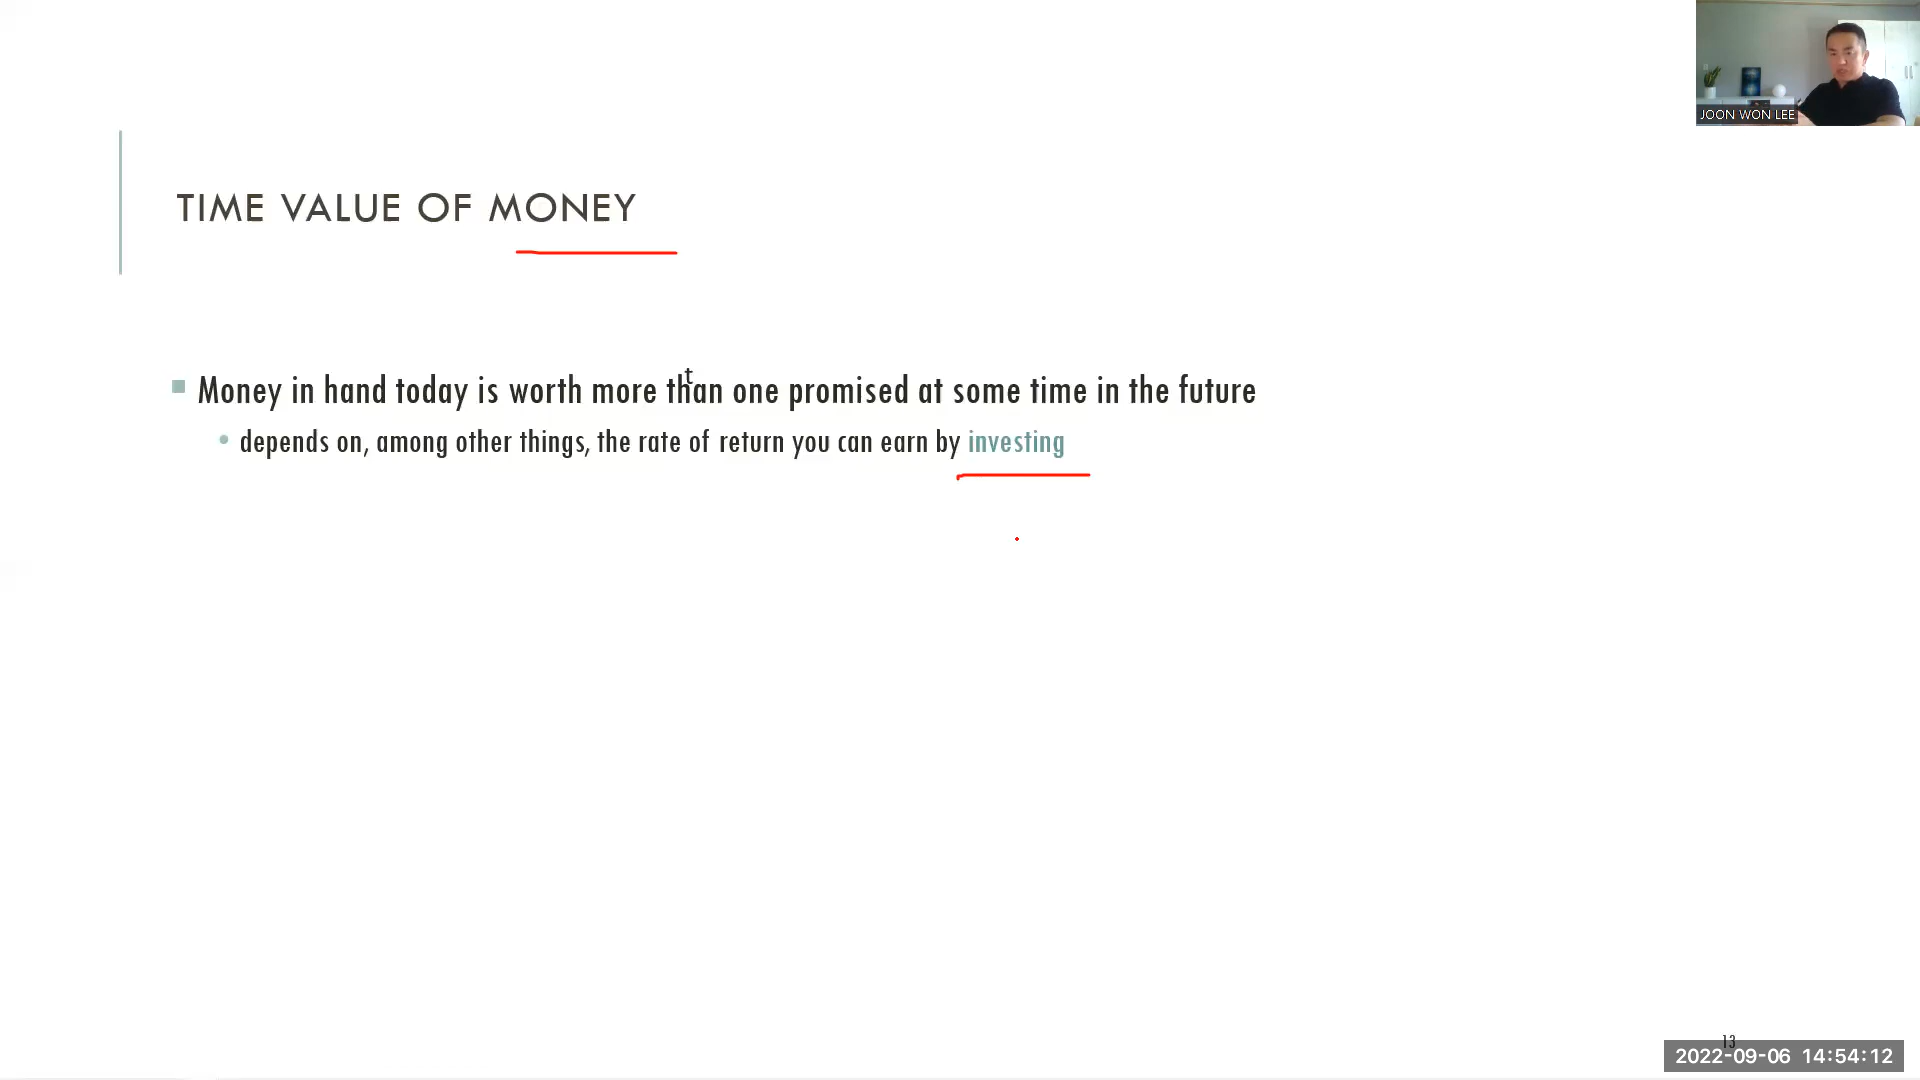 JOON WON LEE
TIME VALUE OF MONEY
t
Money in hand today is worth more than one promised at some time in the future
depends on, among other things, the rate of return you can earn by investing
13
2022-09-06 14:54:12